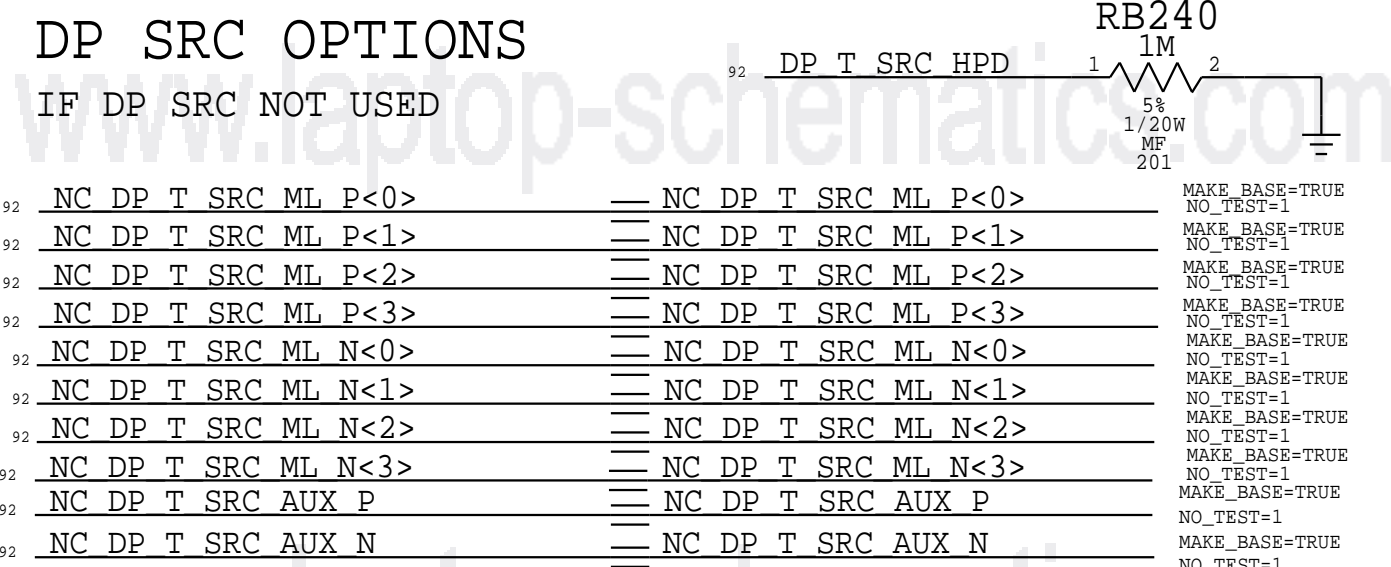 DP SRC OPTIONS
IF DP SRC NOT USED
www.laptop-schematics.com
RB240
1M
92 DP_T_SRC_HPD 1 2
5%
1/20W
MF
201
92 NC_DP_T_SRC_ML_P<0> NC_DP_T_SRC_ML_P<0> MAKE_BASE=TRUE
NO_TEST=1
92 NC_DP_T_SRC_ML_P<1> NC_DP_T_SRC_ML_P<1> MAKE_BASE=TRUE
NO_TEST=1
92 NC_DP_T_SRC_ML_P<2> NC_DP_T_SRC_ML_P<2> MAKE_BASE=TRUE
NO_TEST=1
92 NC_DP_T_SRC_ML_P<3> NC_DP_T_SRC_ML_P<3> MAKE_BASE=TRUE
NO_TEST=1
92 NC_DP_T_SRC_ML_N<0> NC_DP_T_SRC_ML_N<0> MAKE_BASE=TRUE
NO_TEST=1
92 NC_DP_T_SRC_ML_N<1> NC_DP_T_SRC_ML_N<1> MAKE_BASE=TRUE
NO_TEST=1
92 NC_DP_T_SRC_ML_N<2> NC_DP_T_SRC_ML_N<2> MAKE_BASE=TRUE
NO_TEST=1
92 NC_DP_T_SRC_ML_N<3> NC_DP_T_SRC_ML_N<3> MAKE_BASE=TRUE
NO_TEST=1
92 NC_DP_T_SRC_AUX_P NC_DP_T_SRC_AUX_P MAKE_BASE=TRUE
NO_TEST=1
92 NC_DP_T_SRC_AUX_N NC_DP_T_SRC_AUX_N MAKE_BASE=TRUE
NO_TEST=1